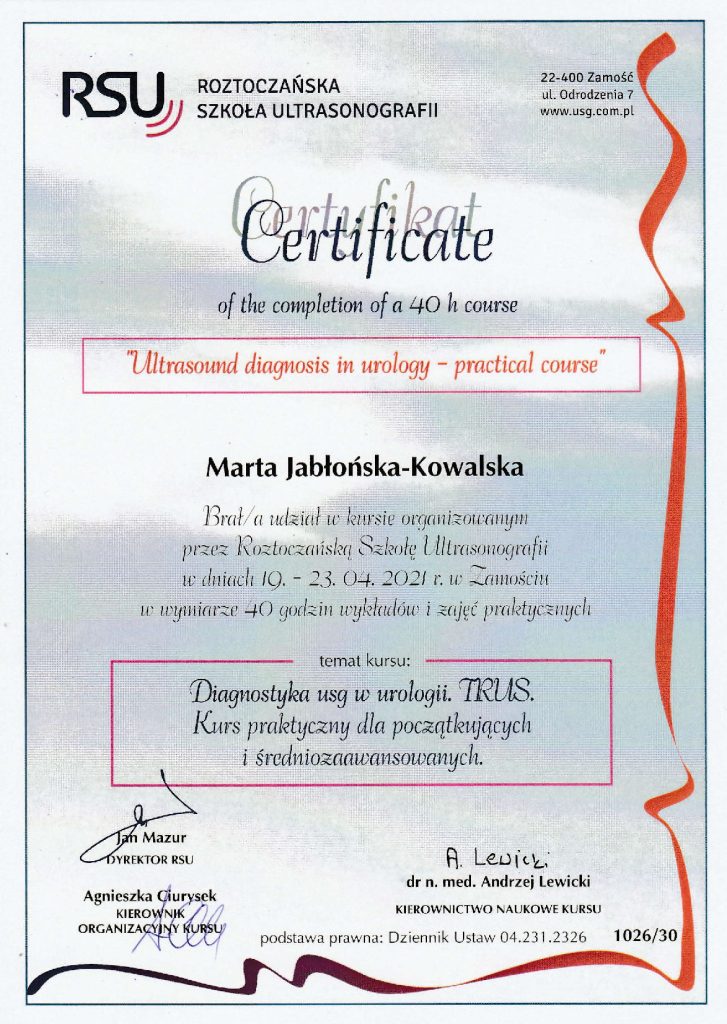 RSU
ROZTOCZAŃSKA
SZKOŁA ULTRASONOGRAFII
22-400 Zamość
ul. Odrodzenia 7
www.usg.com.pl
Certyfikat
Certificate
of the completion of a 40 h course
"Ultrasound diagnosis in urology – practical course"
Marta Jabłońska-Kowalska
Brał/a udział w kursie organizowanym
przez Roztoczańską Szkołę Ultrasonografii
w dniach 19. - 23. 04. 2021 r. w Zamościu
w wymiarze 40 godzin wykładów i zajęć praktycznych
temat kursu:
Diagnostyka usg w urologii. TRUS.
Kurs praktyczny dla początkujących
i średniozaawansowanych.
Jan Mazur
DYREKTOR RSU
Agnieszka Ciurysek
KIEROWNIK
ORGANIZACYJNY KURSU
A. Lewicki
dr n. med. Andrzej Lewicki
KIEROWNICTWO NAUKOWE KURSU
podstawa prawna: Dziennik Ustaw 04.231.2326
1026/30